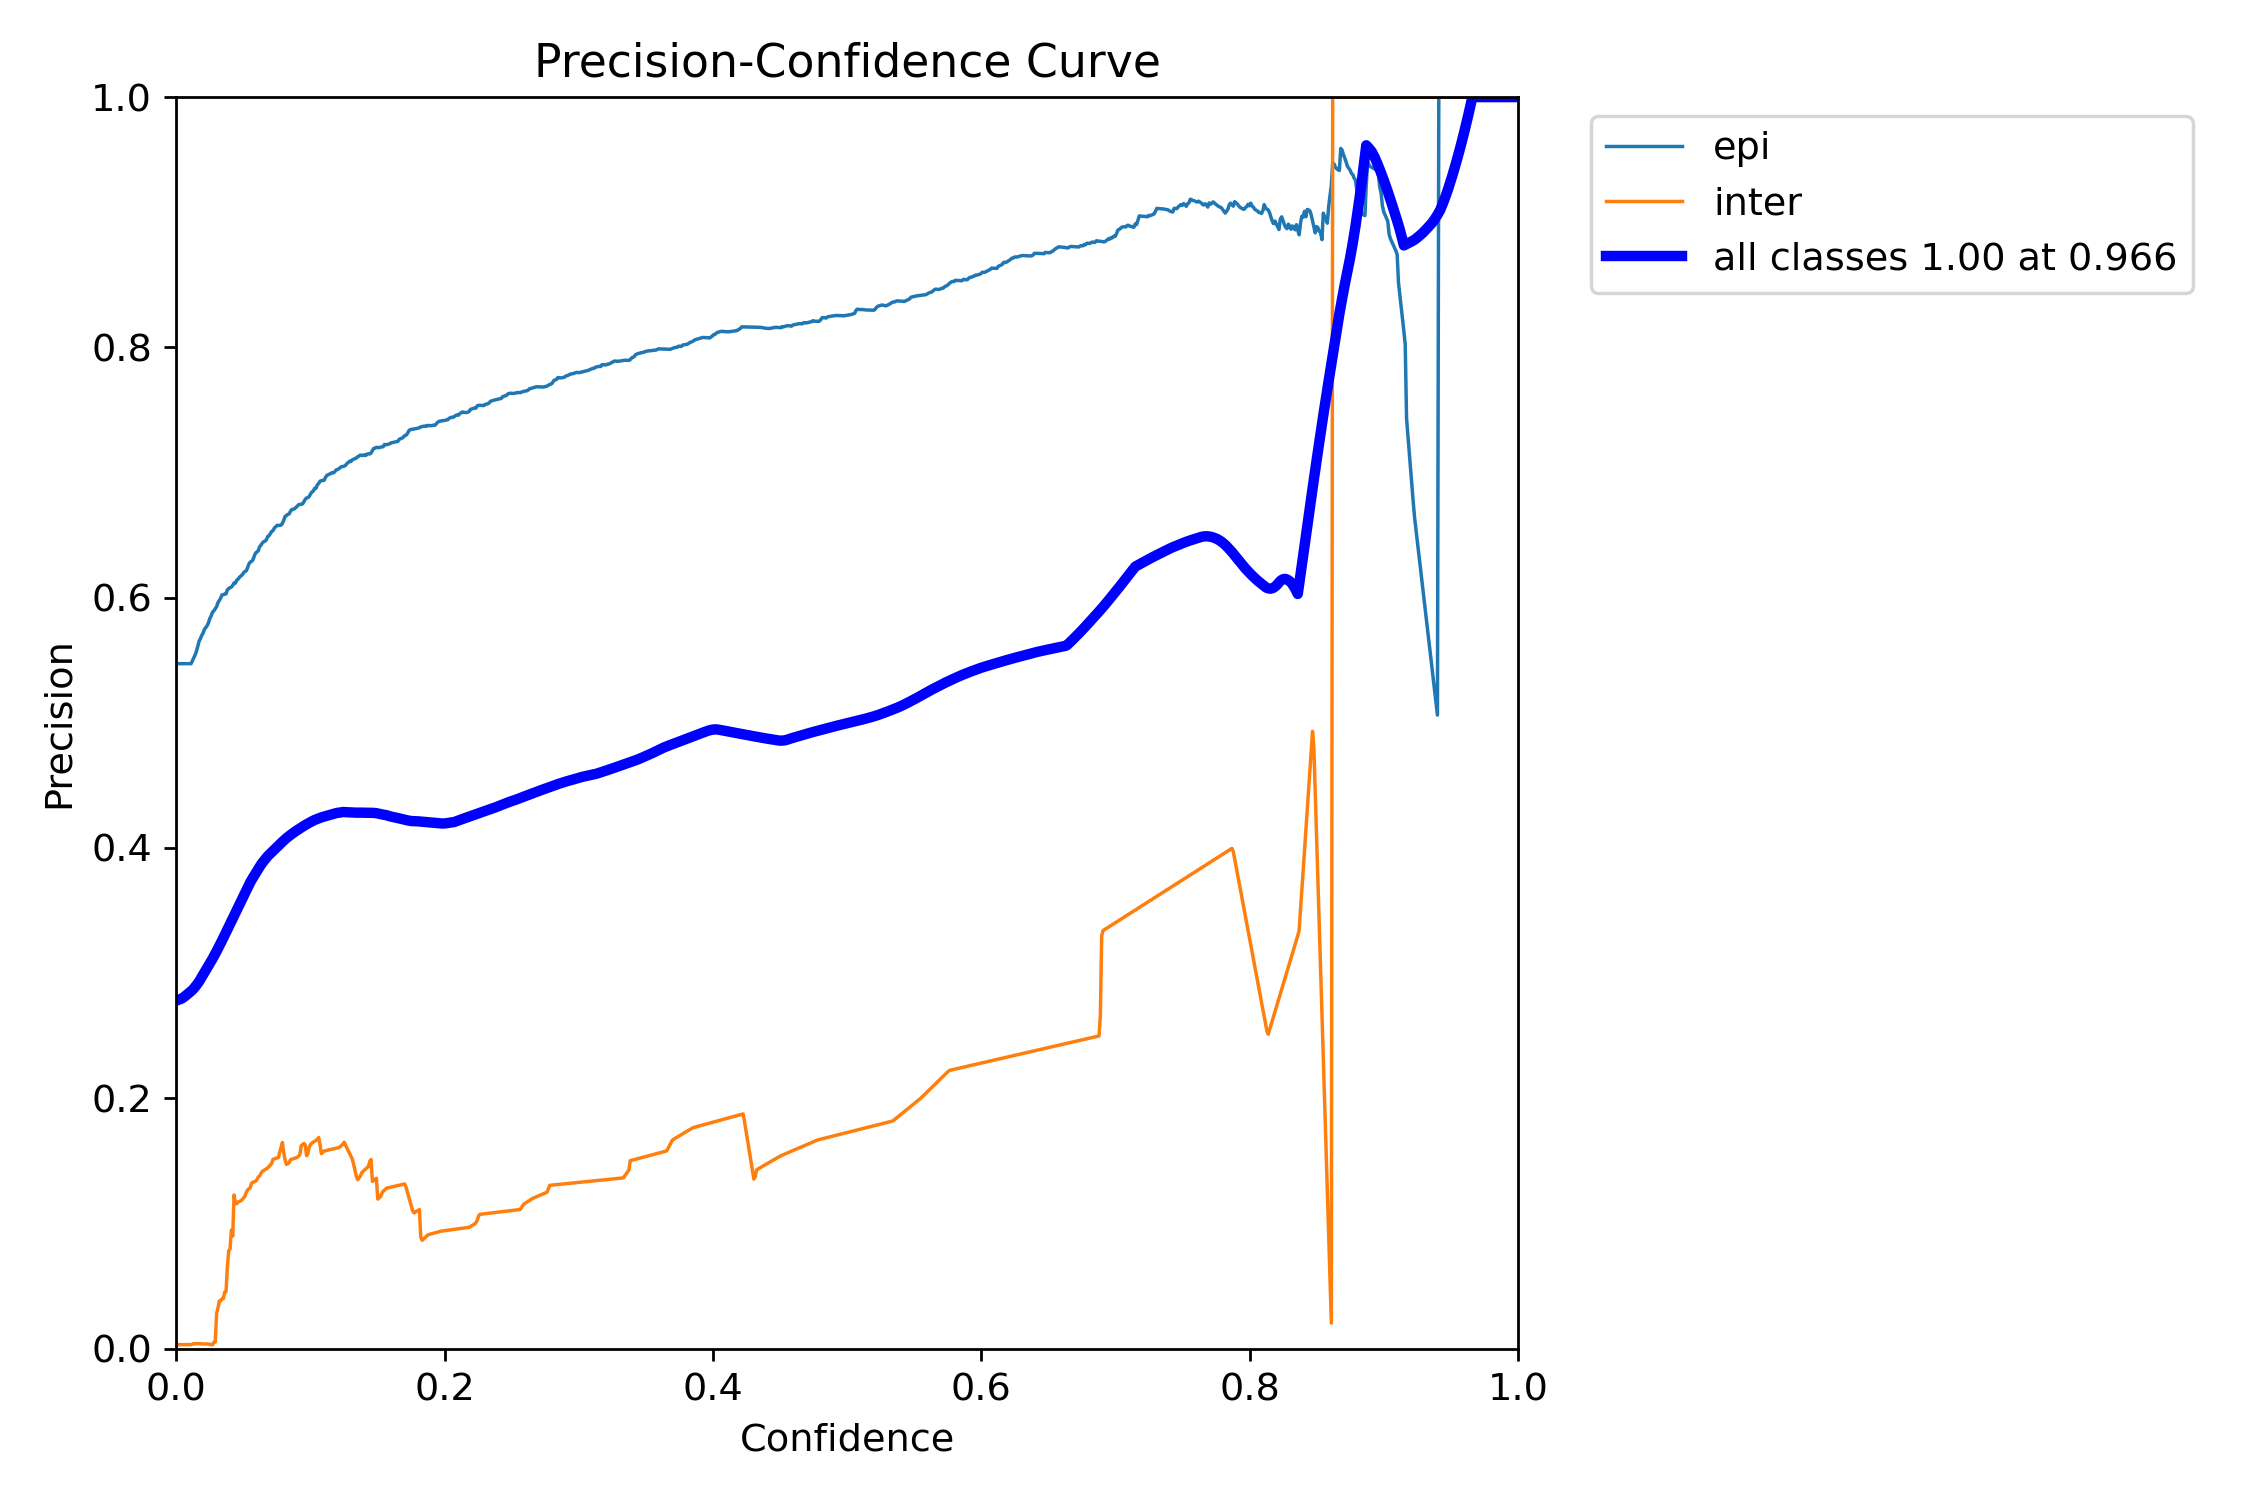 Precision-Confidence Curve
epi
inter
all classes 1.00 at 0.966
Precision
1.0
0.8
0.6
0.4
0.2
0.0
0.0 0.2 0.4 0.6 0.8 1.0
Confidence